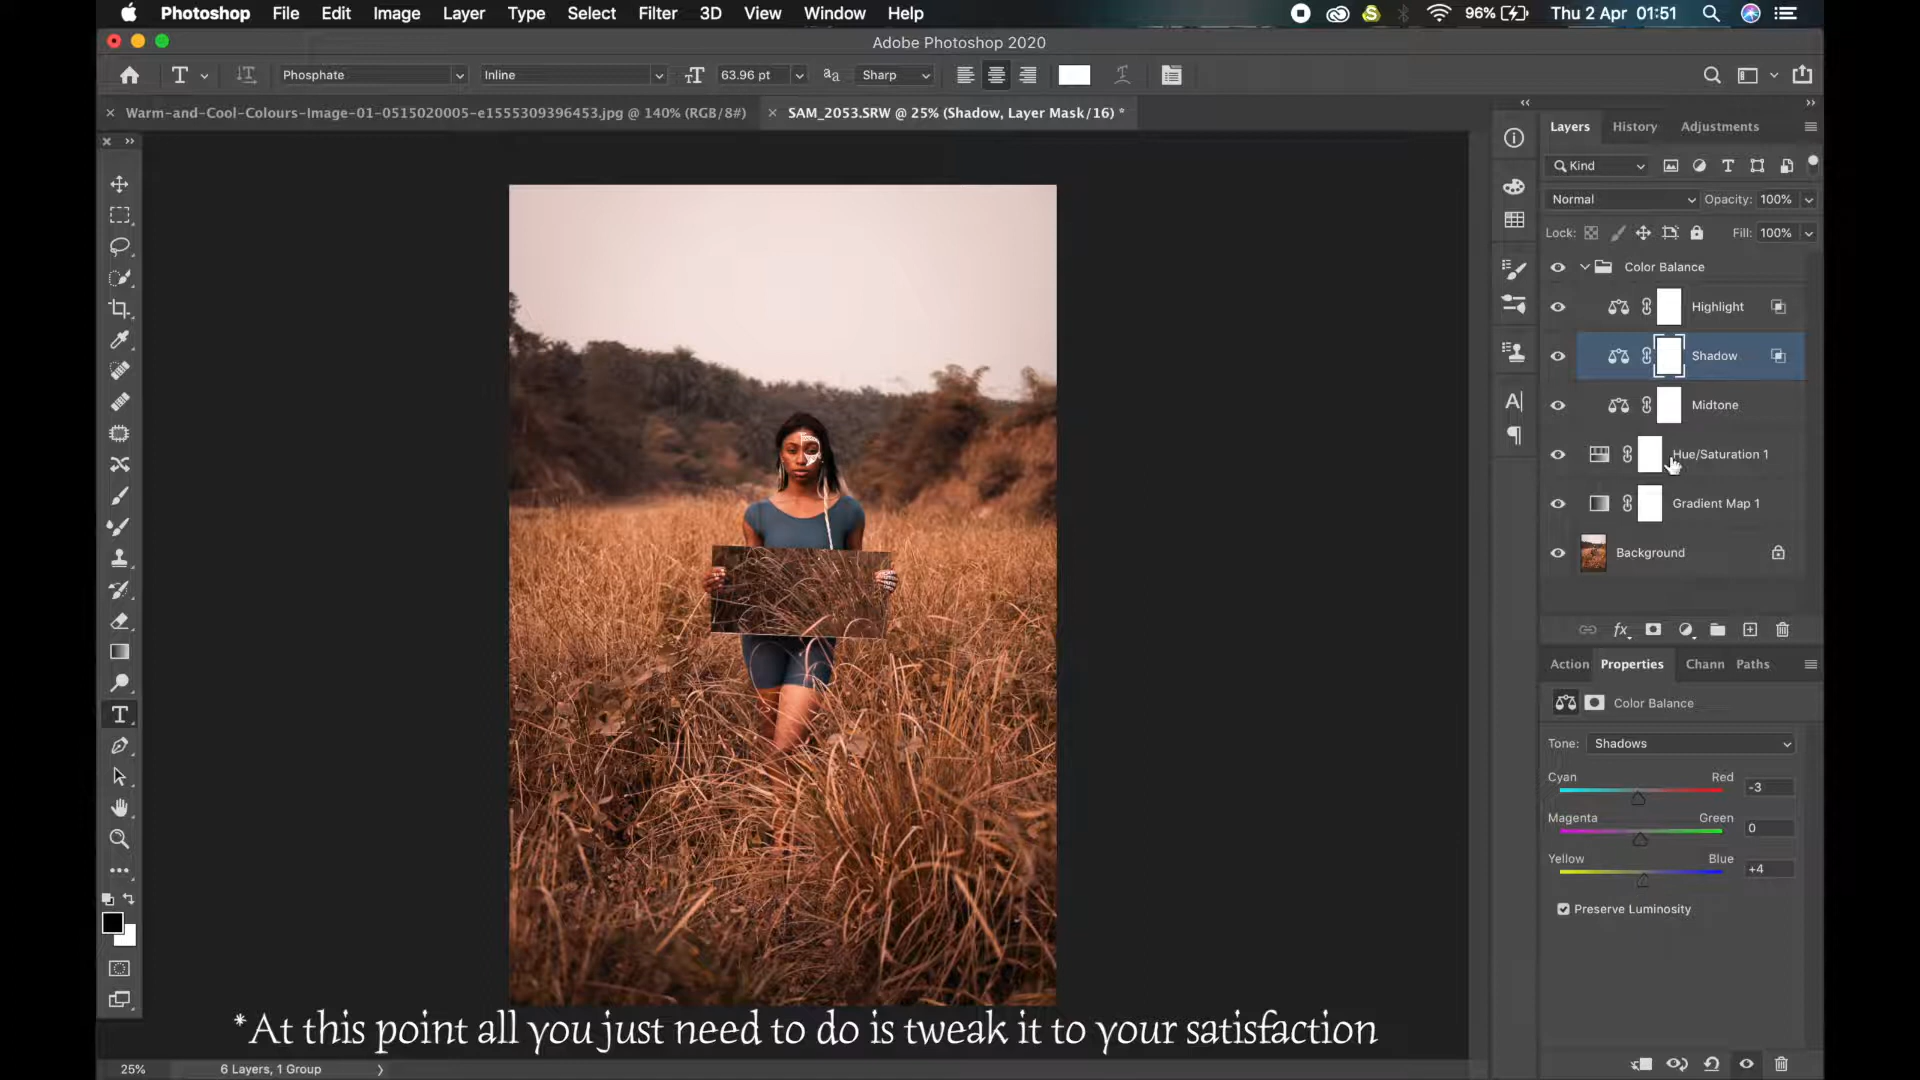 Photoshop File Edit Image Layer Type Select Filter 3D View Window Help 96% Thu 2 Apr 01:51
Adobe Photoshop 2020
Phosphate Inline 63.96 pt Sharp
Warm-and-Cool-Colours-Image-01-0515020005-e1555309396453.jpg @ 140% (RGB/8#) SAM_2053.SRW @ 25% (Shadow, Layer Mask/16) *
Layers History Adjustments
Kind
Normal Opacity: 100%
Lock: Fill: 100%
Color Balance
Highlight
Shadow
Midtone
Hue/Saturation 1
Gradient Map 1
Background
Action Properties Chann Paths
Color Balance
Tone: Shadows
Cyan Red -3
Magenta Green 0
Yellow Blue +4
Preserve Luminosity
*At this point all you just need to do is tweak it to your satisfaction
25% 6 Layers, 1 Group